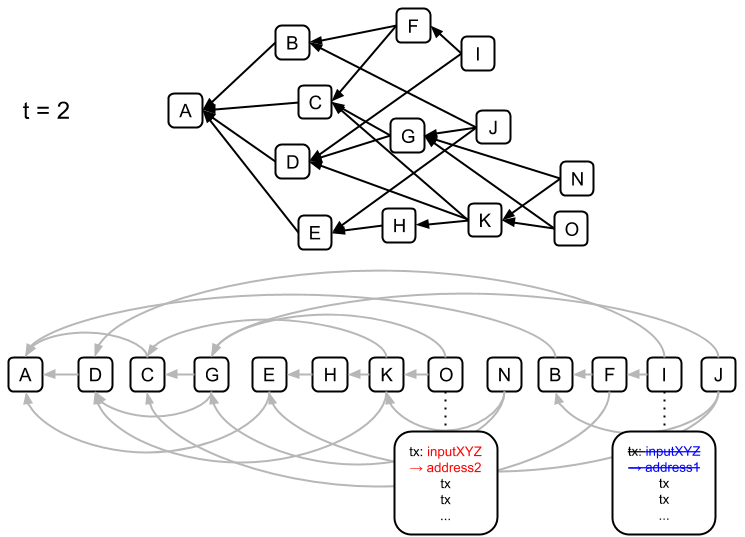 F
B
I
C
t = 2
A
J
G
D
N
K
H
O
E
A
D
C
G
E
H
K
O
N
B
F
I
J
tx: inputXYZ
→ address2
tx
tx
...
tx: inputXYZ
→ address1
tx
tx
...